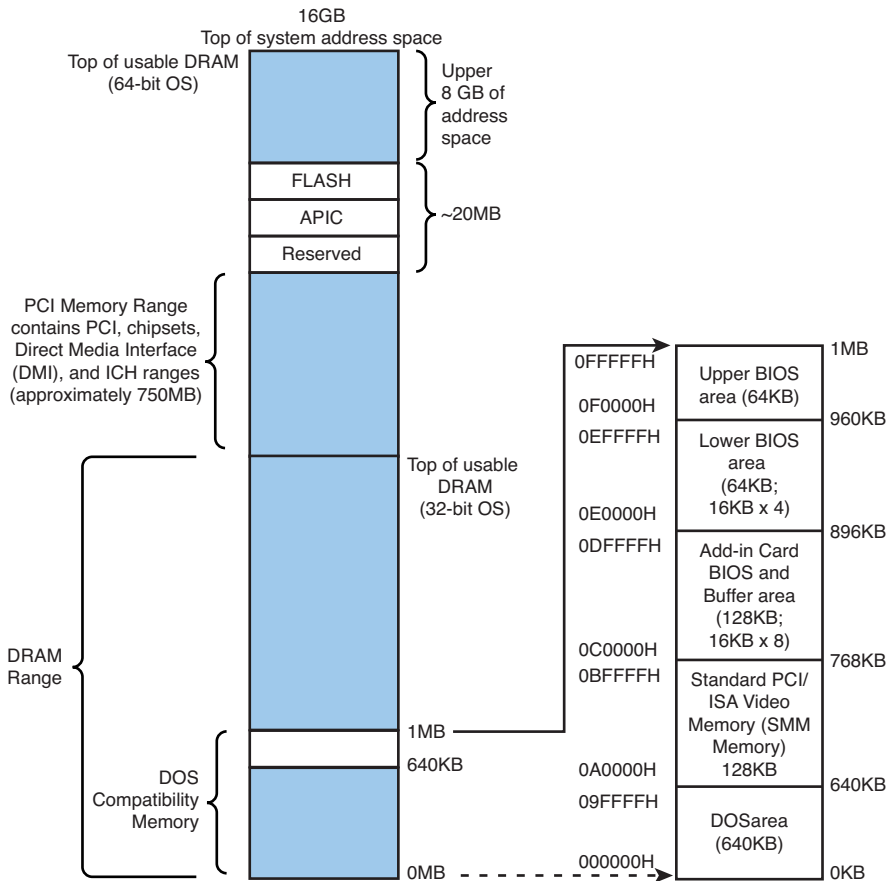 16GB
Top of system address space
Top of usable DRAM
(64-bit OS)
Upper
8 GB of
address
space
FLASH
APIC
Reserved
~20MB
PCI Memory Range
contains PCI, chipsets,
Direct Media Interface
(DMI), and ICH ranges
(approximately 750MB)
Top of usable
DRAM
(32-bit OS)
DRAM
Range
1MB
640KB
DOS
Compatibility
Memory
0MB
0FFFFFH
0F0000H
0EFFFFH
0E0000H
0DFFFFH
0C0000H
0BFFFFH
0A0000H
09FFFFH
000000H
Upper BIOS
area (64KB)
Lower BIOS
area
(64KB;
16KB x 4)
Add-in Card
BIOS and
Buffer area
(128KB;
16KB x 8)
Standard PCI/
ISA Video
Memory (SMM
Memory)
128KB
DOSarea
(640KB)
1MB
960KB
896KB
768KB
640KB
0KB